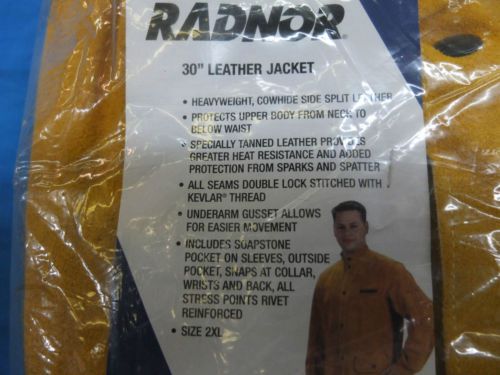 RADNOR
30" LEATHER JACKET
• HEAVYWEIGHT, COWHIDE SIDE SPLIT LEATHER
• PROTECTS UPPER BODY FROM NECK TO
BELOW WAIST
• SPECIALLY TANNED LEATHER PROVIDES
GREATER HEAT RESISTANCE AND ADDED
PROTECTION FROM SPARKS AND SPATTER
• ALL SEAMS DOUBLE LOCK STITCHED WITH
KEVLAR® THREAD
• UNDERARM GUSSET ALLOWS
FOR EASIER MOVEMENT
• INCLUDES SOAPSTONE
POCKET ON SLEEVES, OUTSIDE
POCKET, SNAPS AT COLLAR,
WRISTS AND BACK, ALL
STRESS POINTS RIVET
REINFORCED
• SIZE 2XL